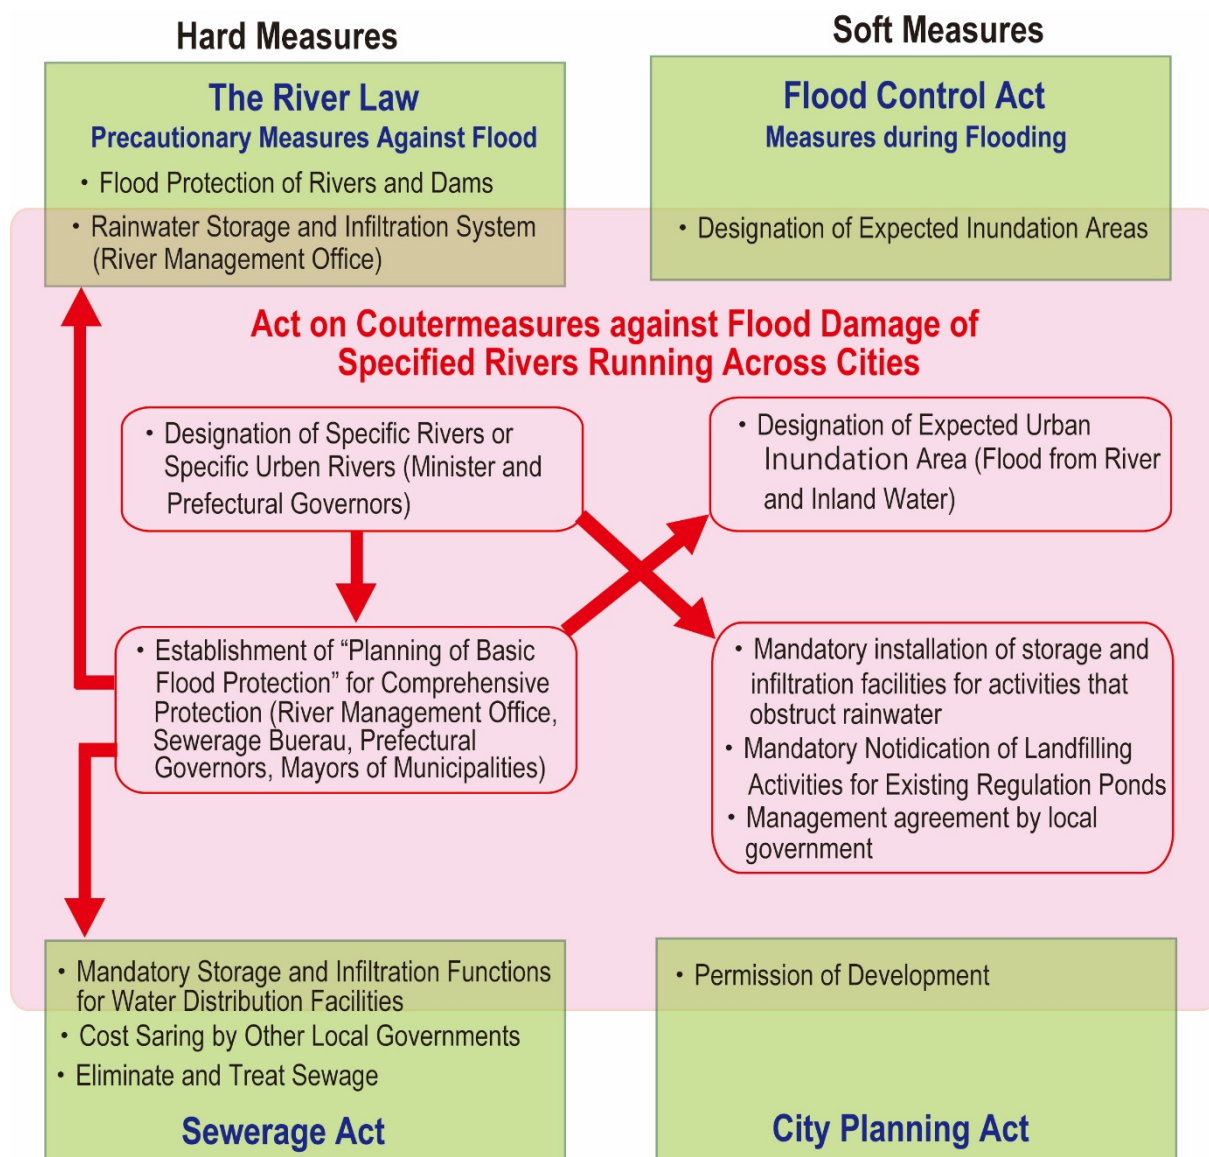 Hard Measures
Soft Measures
The River Law
Precautionary Measures Against Flood
• Flood Protection of Rivers and Dams
• Rainwater Storage and Infiltration System
(River Management Office)
Flood Control Act
Measures during Flooding
• Designation of Expected Inundation Areas
Act on Coutermeasures against Flood Damage of
Specified Rivers Running Across Cities
• Designation of Specific Rivers or
Specific Urben Rivers (Minister and
Prefectural Governors)
• Designation of Expected Urban
Inundation Area (Flood from River
and Inland Water)
• Establishment of “Planning of Basic
Flood Protection” for Comprehensive
Protection (River Management Office,
Sewerage Buerau, Prefectural
Governors, Mayors of Municipalities)
• Mandatory installation of storage and
infiltration facilities for activities that
obstruct rainwater
• Mandatory Notidication of Landfilling
Activities for Existing Regulation Ponds
• Management agreement by local
government
• Mandatory Storage and Infiltration Functions
for Water Distribution Facilities
• Cost Saring by Other Local Governments
• Eliminate and Treat Sewage
Sewerage Act
• Permission of Development
City Planning Act